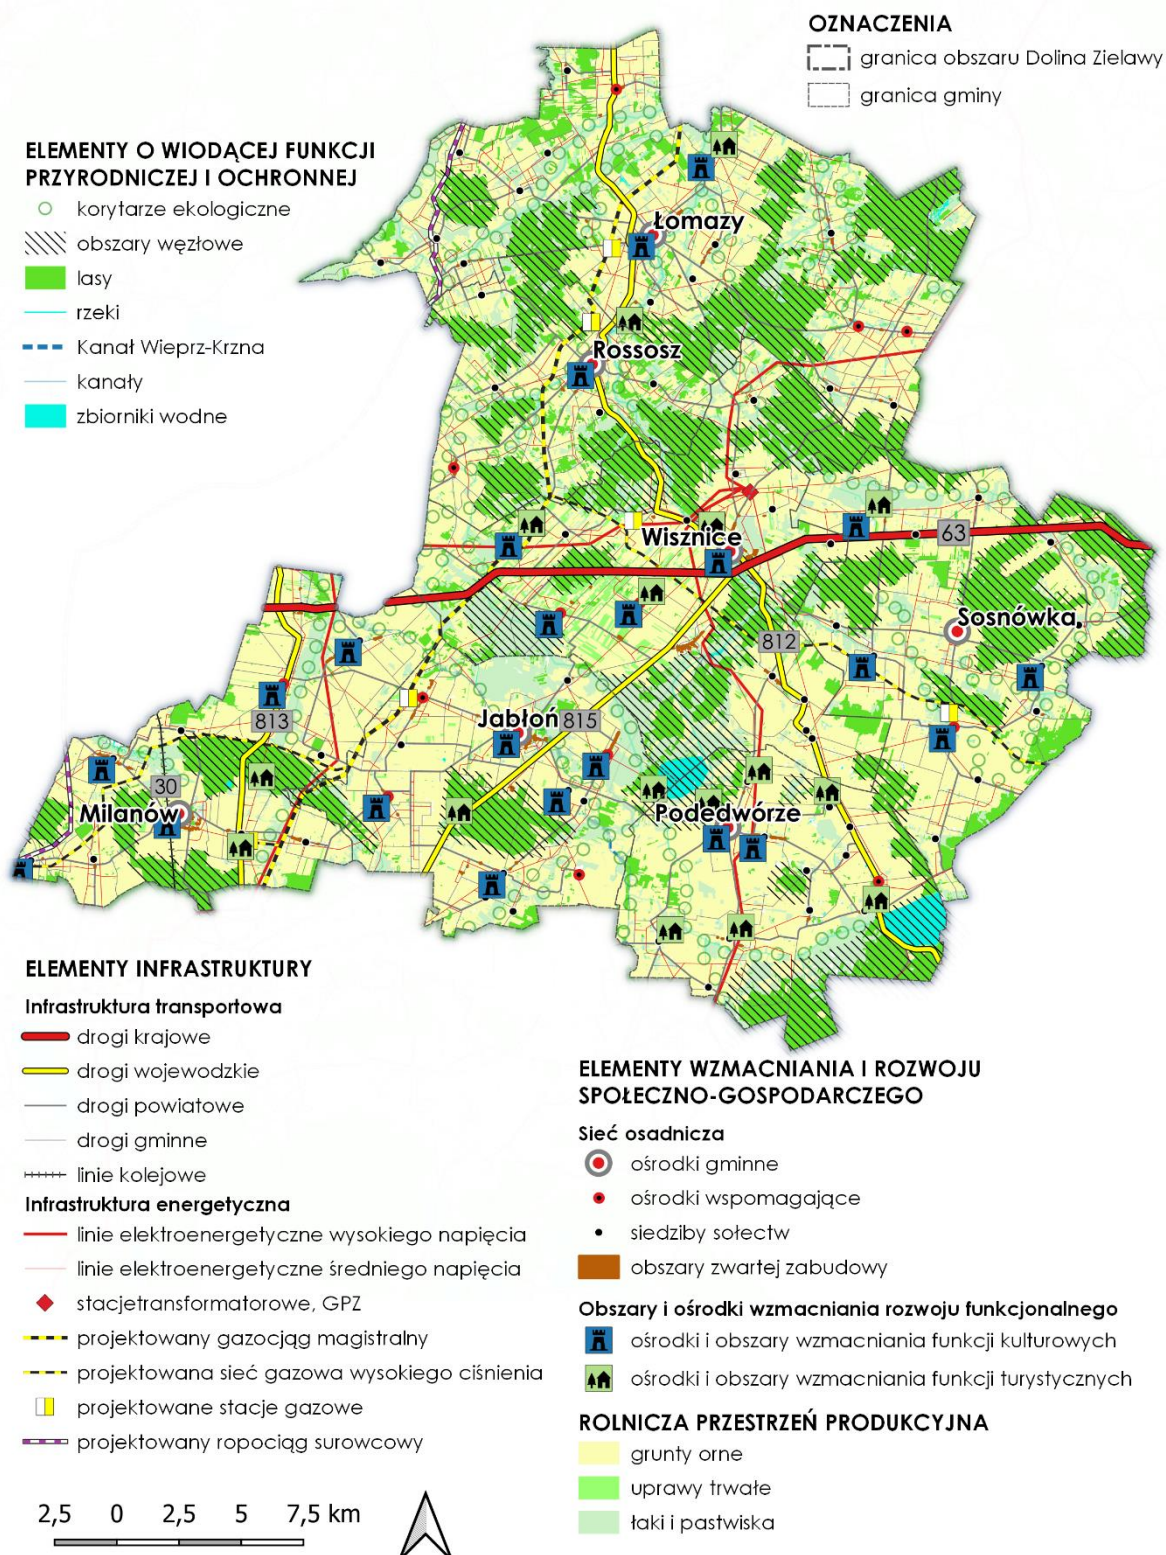 OZNACZENIA
granica obszaru Dolina Zielawy
granica gminy
ELEMENTY O WIODĄCEJ FUNKCJI
PRZYRODNICZEJ I OCHRONNEJ
korytarze ekologiczne
obszary węzłowe
lasy
rzeki
Kanał Wieprz-Krzna
kanały
zbiorniki wodne
Łomazy
Rossosz
Wisznice
63
Sosnówka
812
Jabłoń
815
813
30
Milanów
Podedwórze
ELEMENTY INFRASTRUKTURY
Infrastruktura transportowa
drogi krajowe
drogi wojewodzkie
drogi powiatowe
drogi gminne
linie kolejowe
Infrastruktura energetyczna
linie elektroenergetyczne wysokiego napięcia
linie elektroenergetyczne średniego napięcia
stacjetransformatorowe, GPZ
projektowany gazociąg magistralny
projektowana sieć gazowa wysokiego ciśnienia
projektowane stacje gazowe
projektowany ropociąg surowcowy
2,5 0 2,5 5 7,5 km
ELEMENTY WZMACNIANIA I ROZWOJU
SPOŁECZNO-GOSPODARCZEGO
Sieć osadnicza
ośrodki gminne
ośrodki wspomagające
siedziby sołectw
obszary zwartej zabudowy
Obszary i ośrodki wzmacniania rozwoju funkcjonalnego
ośrodki i obszary wzmacniania funkcji kulturowych
ośrodki i obszary wzmacniania funkcji turystycznych
ROLNICZA PRZESTRZEŃ PRODUKCYJNA
grunty orne
uprawy trwałe
łaki i pastwiska